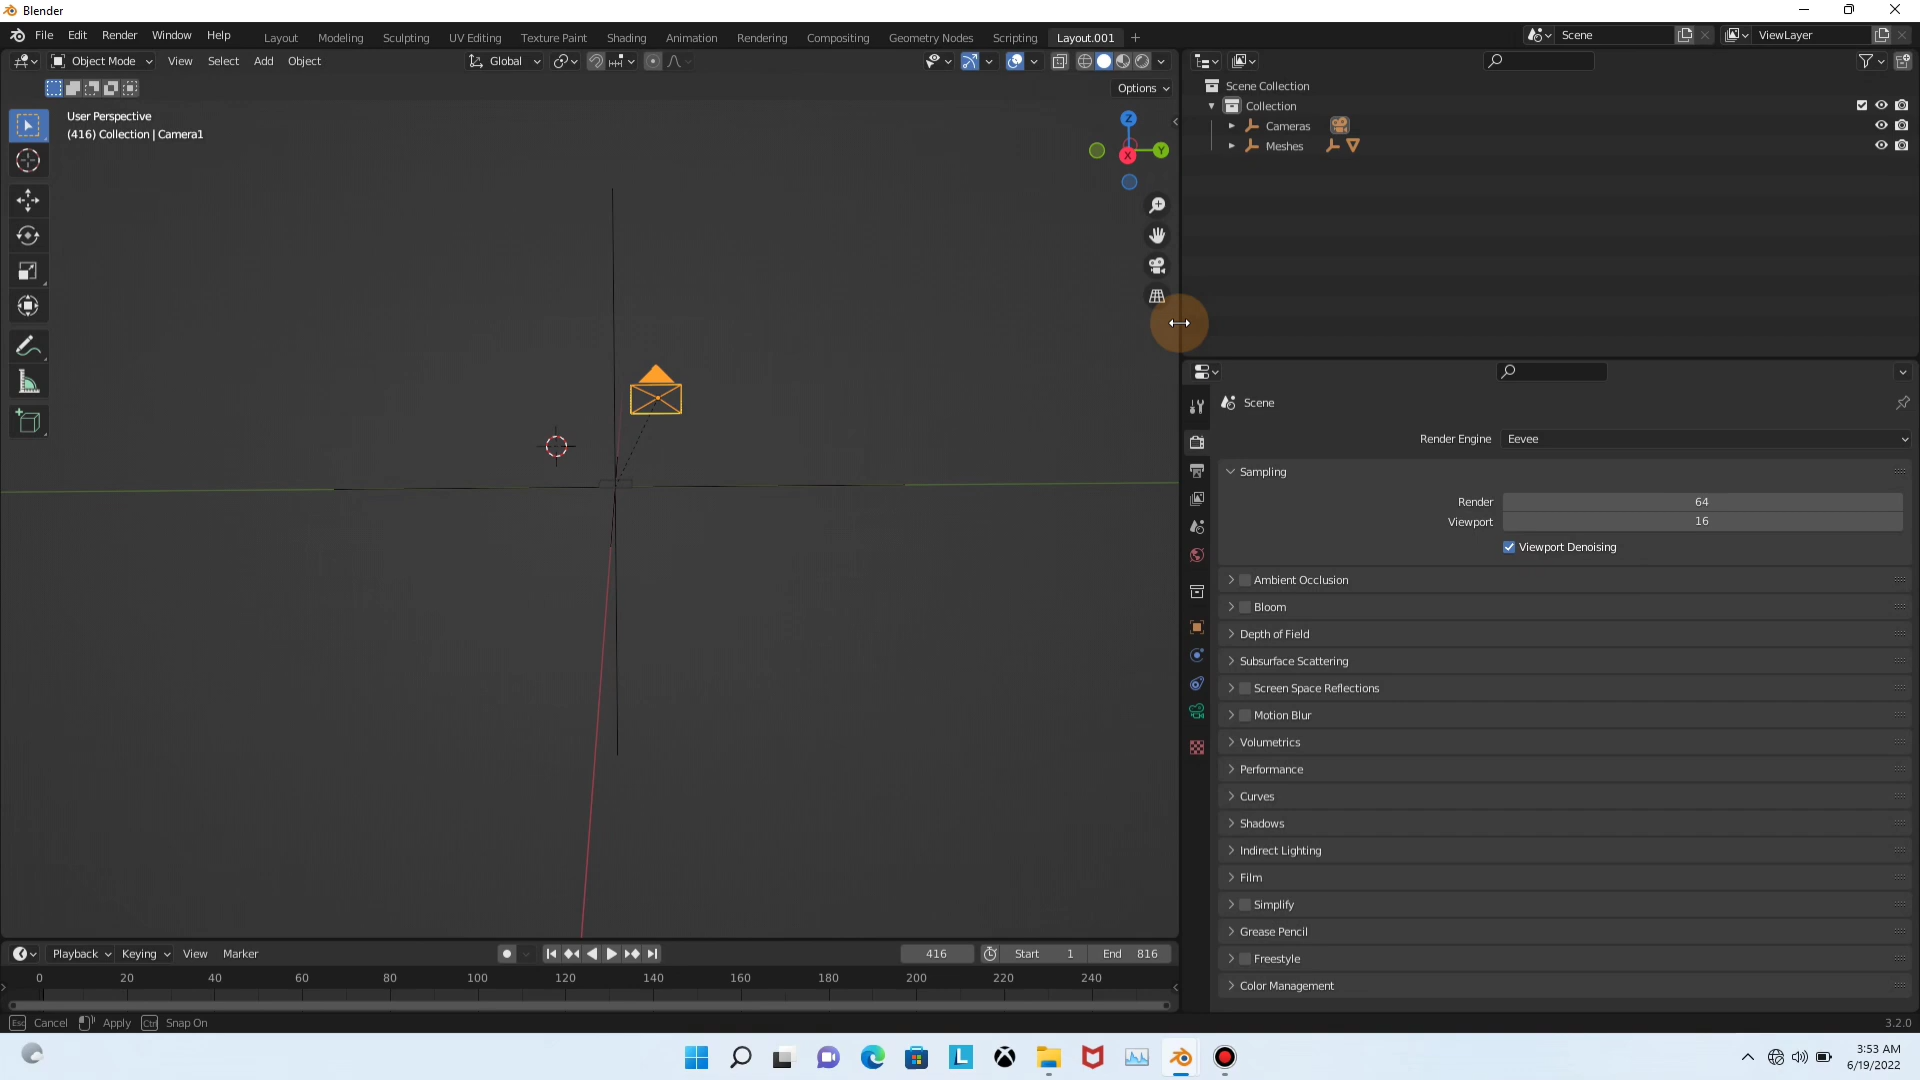 Blender
File Edit Render Window Help Layout Modeling Sculpting UV Editing Texture Paint Shading Animation Rendering Compositing Geometry Nodes Scripting Layout.001 + Scene ViewLayer
Object Mode View Select Add Object Global
Options
User Perspective
(416) Collection | Camera1
Z
Y
X
Scene Collection
Collection
Cameras
Meshes
Scene
Render Engine Eevee
Sampling
Render 64
Viewport 16
Viewport Denoising
Ambient Occlusion
Bloom
Depth of Field
Subsurface Scattering
Screen Space Reflections
Motion Blur
Volumetrics
Performance
Curves
Shadows
Indirect Lighting
Film
Simplify
Grease Pencil
Freestyle
Color Management
Playback Keying View Marker 416 Start 1 End 816
0 20 40 60 80 100 120 140 160 180 200 220 240
Esc Cancel Apply Ctrl Snap On 3.2.0
3:53 AM
6/19/2022